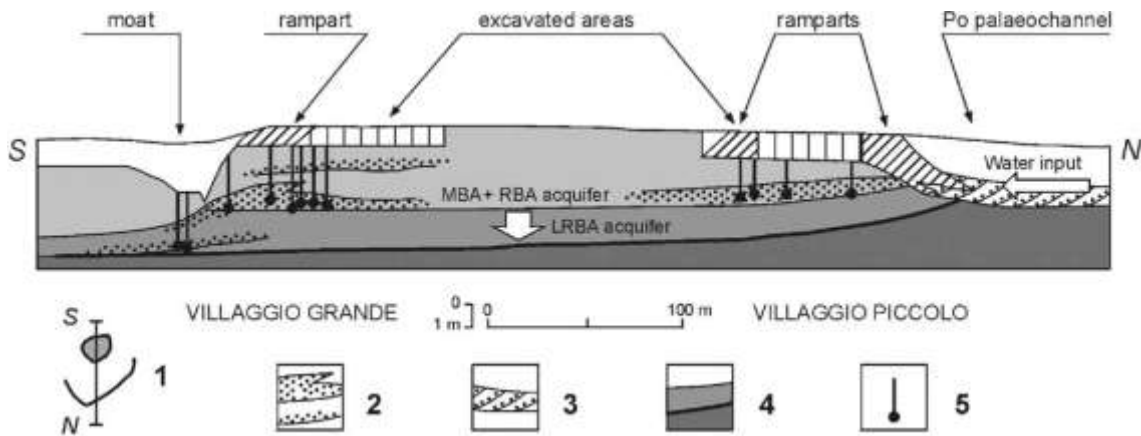 moat rampart excavated areas ramparts Po palaeochannel
S N
Water input
MBA+ RBA acquifer
LRBA acquifer
VILLAGGIO GRANDE 0 1 m 0 100 m VILLAGGIO PICCOLO
S
N
1 2 3 4 5